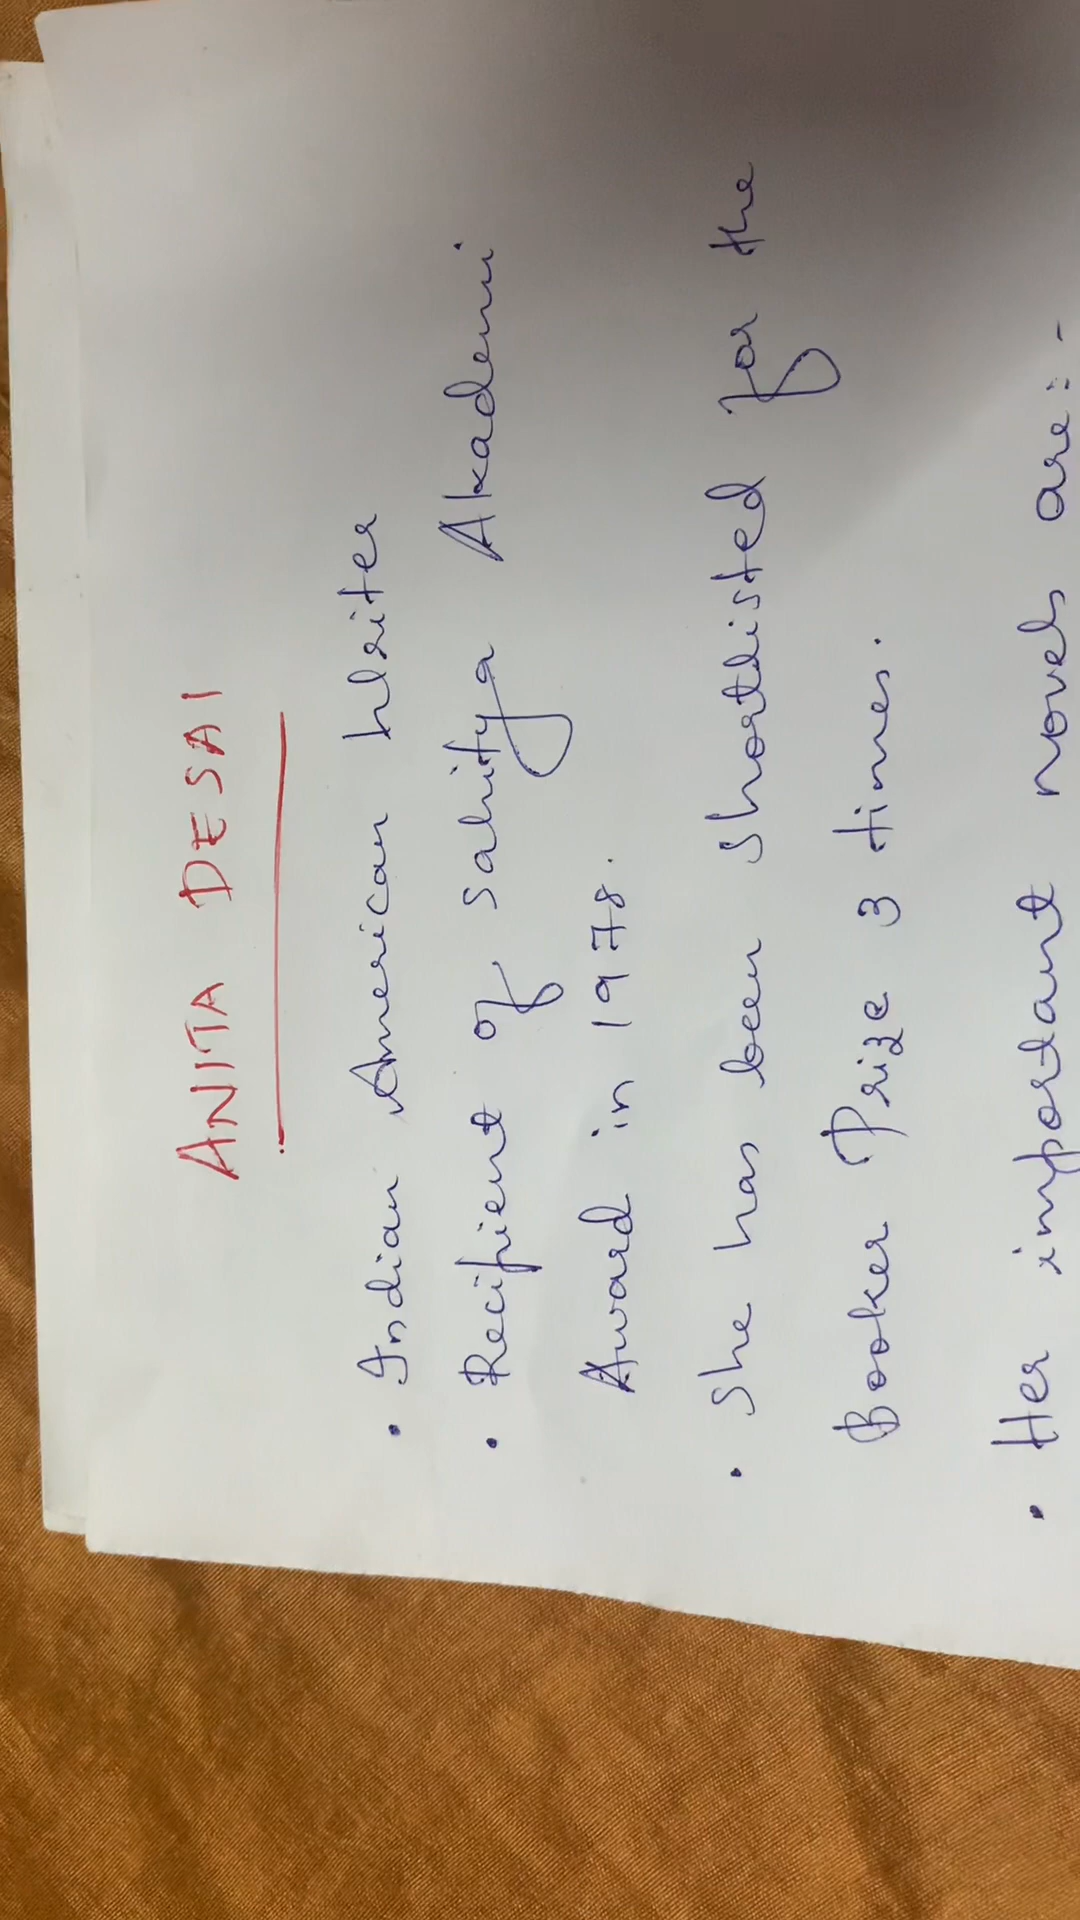 ANITA DESAI
• Indian American Writer
• Recipient of Sahitya Akademi
Award in 1978.
• She has been shortlisted for the
Booker Prize 3 times.
• Her important novels are:-